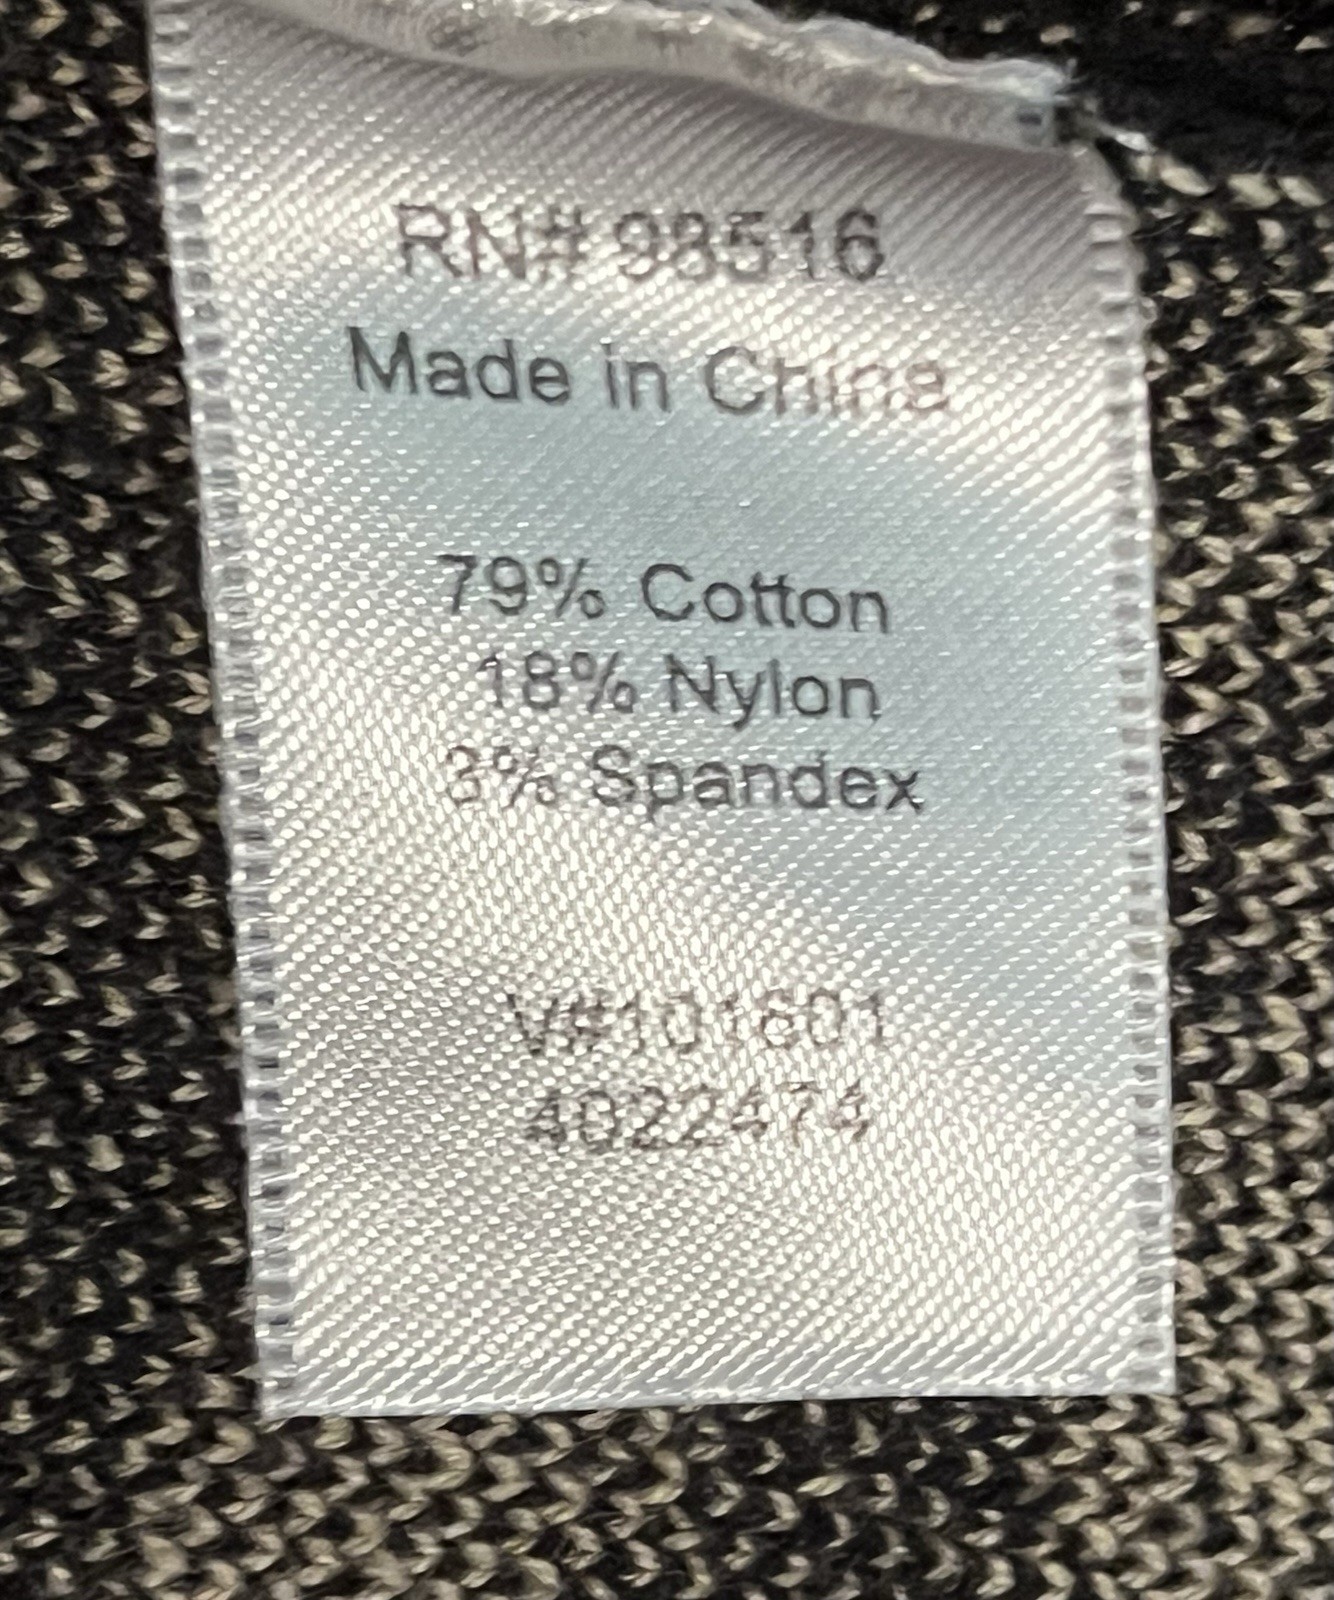 RN# 98516
Made in China
79% Cotton
18% Nylon
3% Spandex
V#101601
4022474